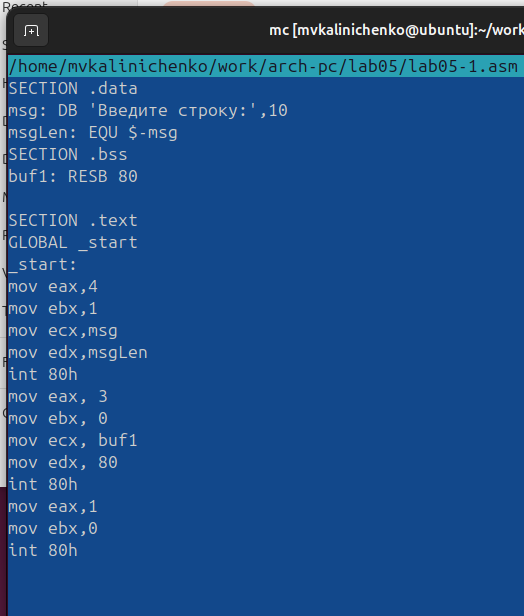 Recent
mc [mvkalinichenko@ubuntu]:~/work
/home/mvkalinichenko/work/arch-pc/lab05/lab05-1.asm
SECTION .data
msg: DB 'Введите строку:',10
msgLen: EQU $-msg
SECTION .bss
buf1: RESB 80
SECTION .text
GLOBAL _start
_start:
mov eax,4
mov ebx,1
mov ecx,msg
mov edx,msgLen
int 80h
mov eax, 3
mov ebx, 0
mov ecx, buf1
mov edx, 80
int 80h
mov eax,1
mov ebx,0
int 80h